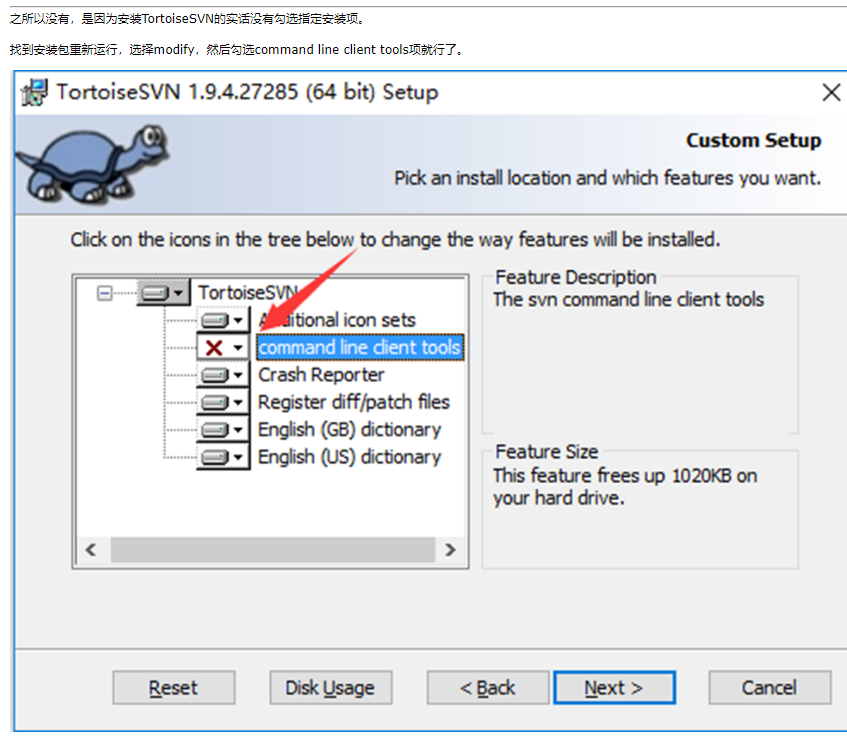 之所以没有，是因为安装TortoiseSVN的实话没有勾选指定安装项。
找到安装包重新运行，选择modify，然后勾选command line client tools项就行了。
TortoiseSVN 1.9.4.27285 (64 bit) Setup
Custom Setup
Pick an install location and which features you want.
Click on the icons in the tree below to change the way features will be installed.
TortoiseSVN
Additional icon sets
command line client tools
Crash Reporter
Register diff/patch files
English (GB) dictionary
English (US) dictionary
Feature Description
The svn command line client tools
Feature Size
This feature frees up 1020KB on
your hard drive.
Reset
Disk Usage
< Back
Next >
Cancel